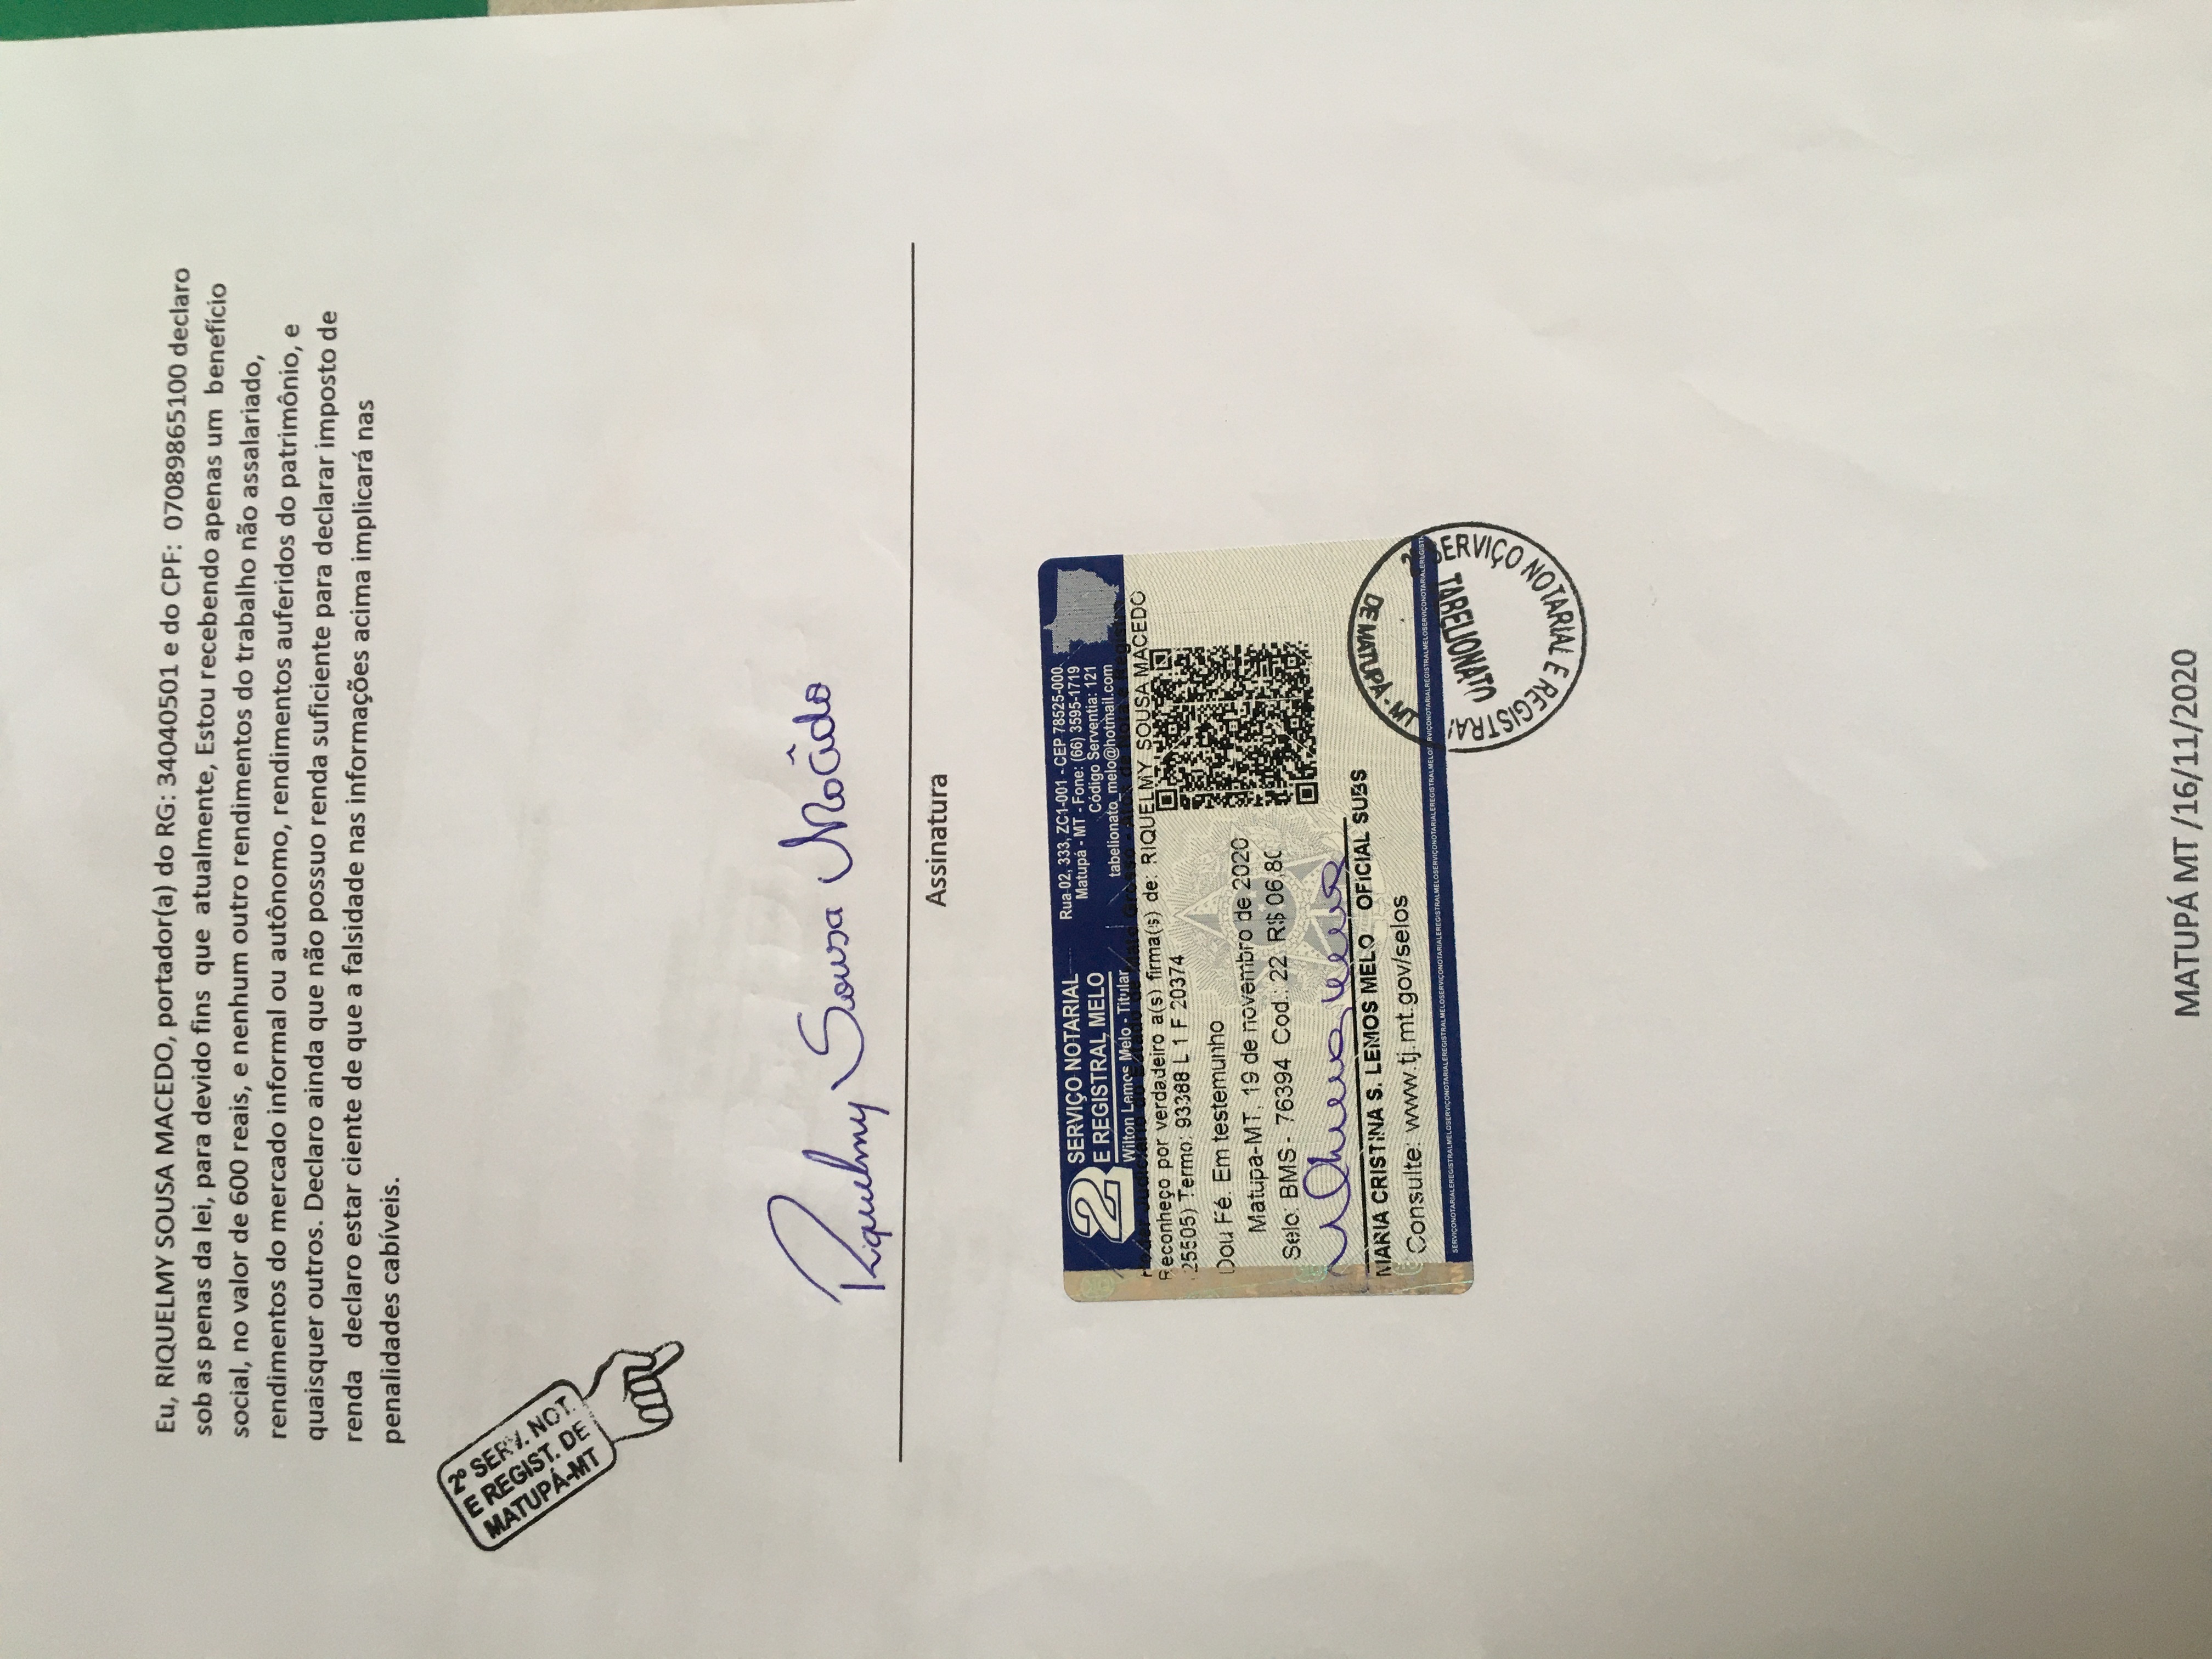 Eu, RIQUELMY SOUSA MACEDO, portador(a) do RG: 34040501 e do CPF: 07089865100 declaro
sob as penas da lei, para devido fins que atualmente, Estou recebendo apenas um benefício
social, no valor de 600 reais, e nenhum outro rendimentos do trabalho não assalariado,
rendimentos do mercado informal ou autônomo, rendimentos auferidos do patrimônio, e
quaisquer outros. Declaro ainda que não possuo renda suficiente para declarar imposto de
renda declaro estar ciente de que a falsidade nas informações acima implicará nas
penalidades cabíveis.
2º SERV. NOT.
E REGIST. DE
MATUPÁ-MT
Riquelmy Sousa Macêdo
Assinatura
2 SERVIÇO NOTARIAL
E REGISTRAL MELO
Wilton Lemos Melo - Titular
Rua 02, 333, ZC1-001 - CEP 78525-000
Matupá - MT - Fone: (66) 3595-1719
Código Serventia: 121
tabelionato_melo@hotmail.com
Reconheço por verdadeiro a(s) firma(s) de: RIQUELMY SOUSA MACEDO
25505) Termo: 93388 L 1 F 20374
Dou Fé. Em testemunho
Matupa-MT, 19 de novembro de 2020
Selo: BMS - 76394 Cod.: 22 R$ 06,80
MARIA CRISTINA S. LEMOS MELO OFICIAL SUBS
Consulte: www.tj.mt.gov/selos
2º SERVIÇO NOTARIAL E REGISTRAL
TABELIONATO
DE MATUPÁ - MT
MATUPÁ MT /16/11/2020